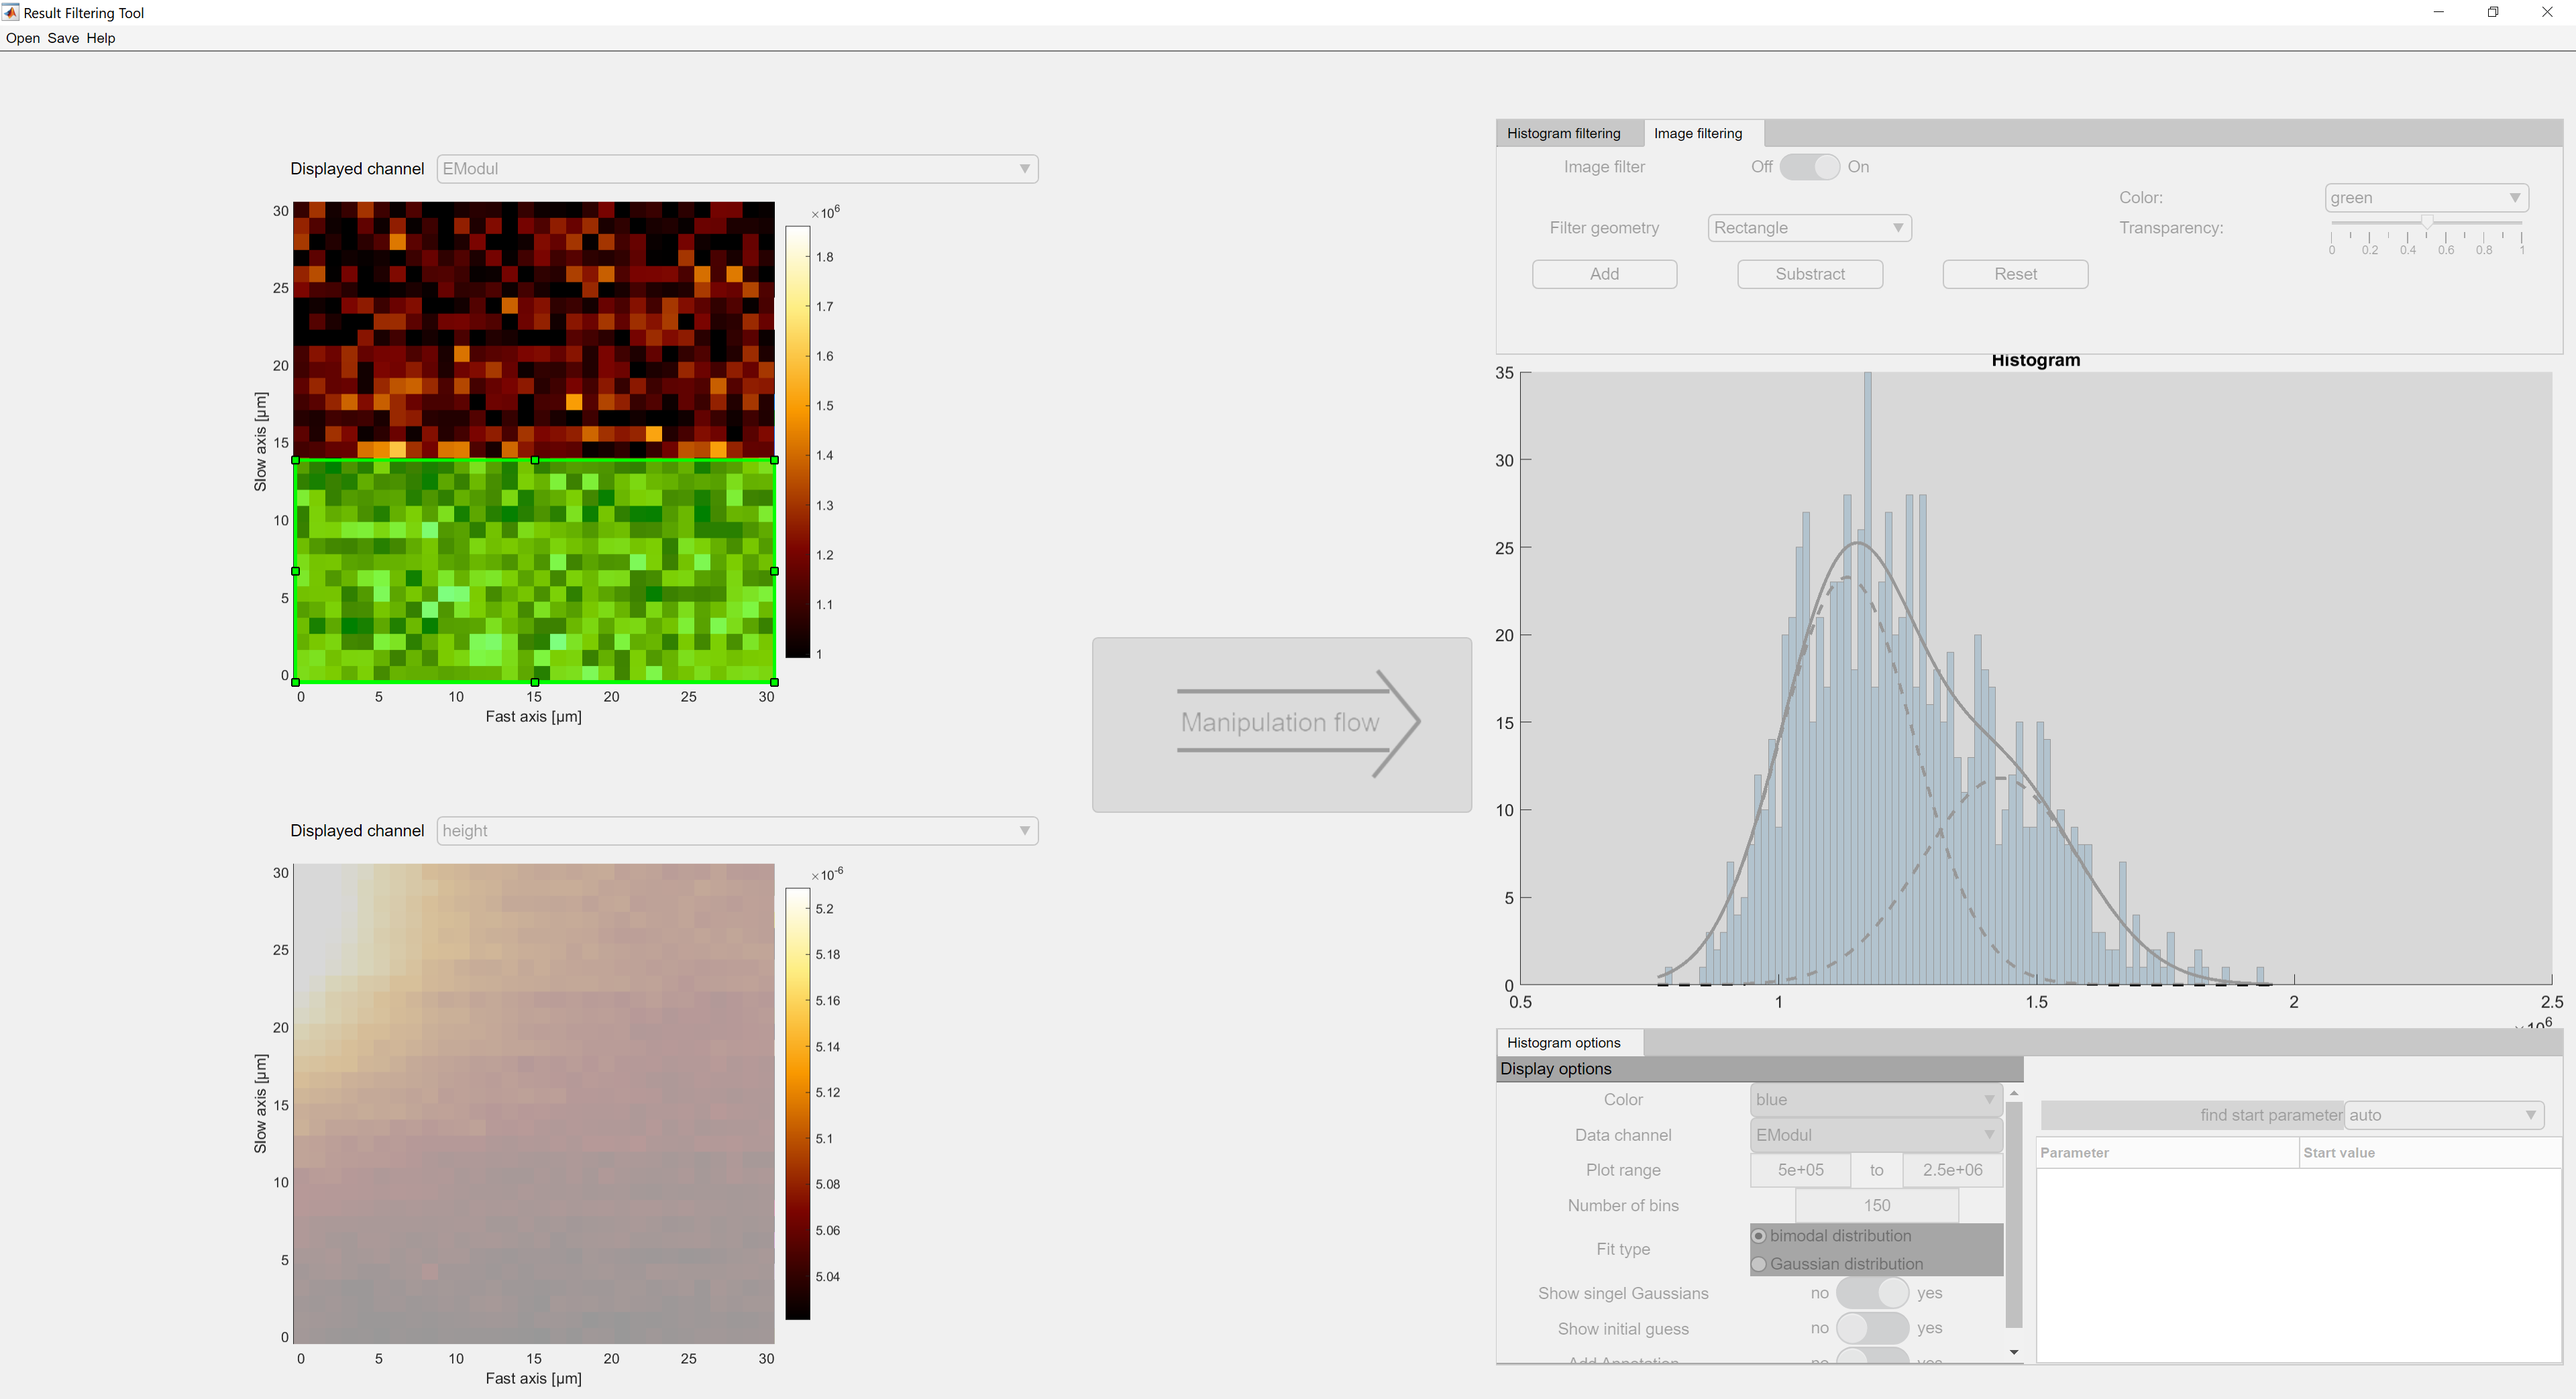 Result Filtering Tool
Open Save Help
Displayed channel EModul
×10^6
30
25
20
15
10
5
0
Slow axis [µm]
1.8
1.7
1.6
1.5
1.4
1.3
1.2
1.1
1
0 5 10 15 20 25 30
Fast axis [µm]
Displayed channel height
×10^-6
30
25
20
15
10
5
0
Slow axis [µm]
5.2
5.18
5.16
5.14
5.12
5.1
5.08
5.06
5.04
0 5 10 15 20 25 30
Fast axis [µm]
Manipulation flow
Histogram filtering Image filtering
Image filter Off On
Color: green
Filter geometry Rectangle
Transparency:
0 0.2 0.4 0.6 0.8 1
Add Substract Reset
Histogram
35
30
25
20
15
10
5
0
0.5 1 1.5 2 2.5
×10^6
Histogram options
Display options
Color blue
Data channel EModul
Plot range 5e+05 to 2.5e+06
Number of bins 150
Fit type bimodal distribution
Gaussian distribution
Show singel Gaussians no yes
Show initial guess no yes
Add Annotation no yes
find start parameter auto
Parameter Start value